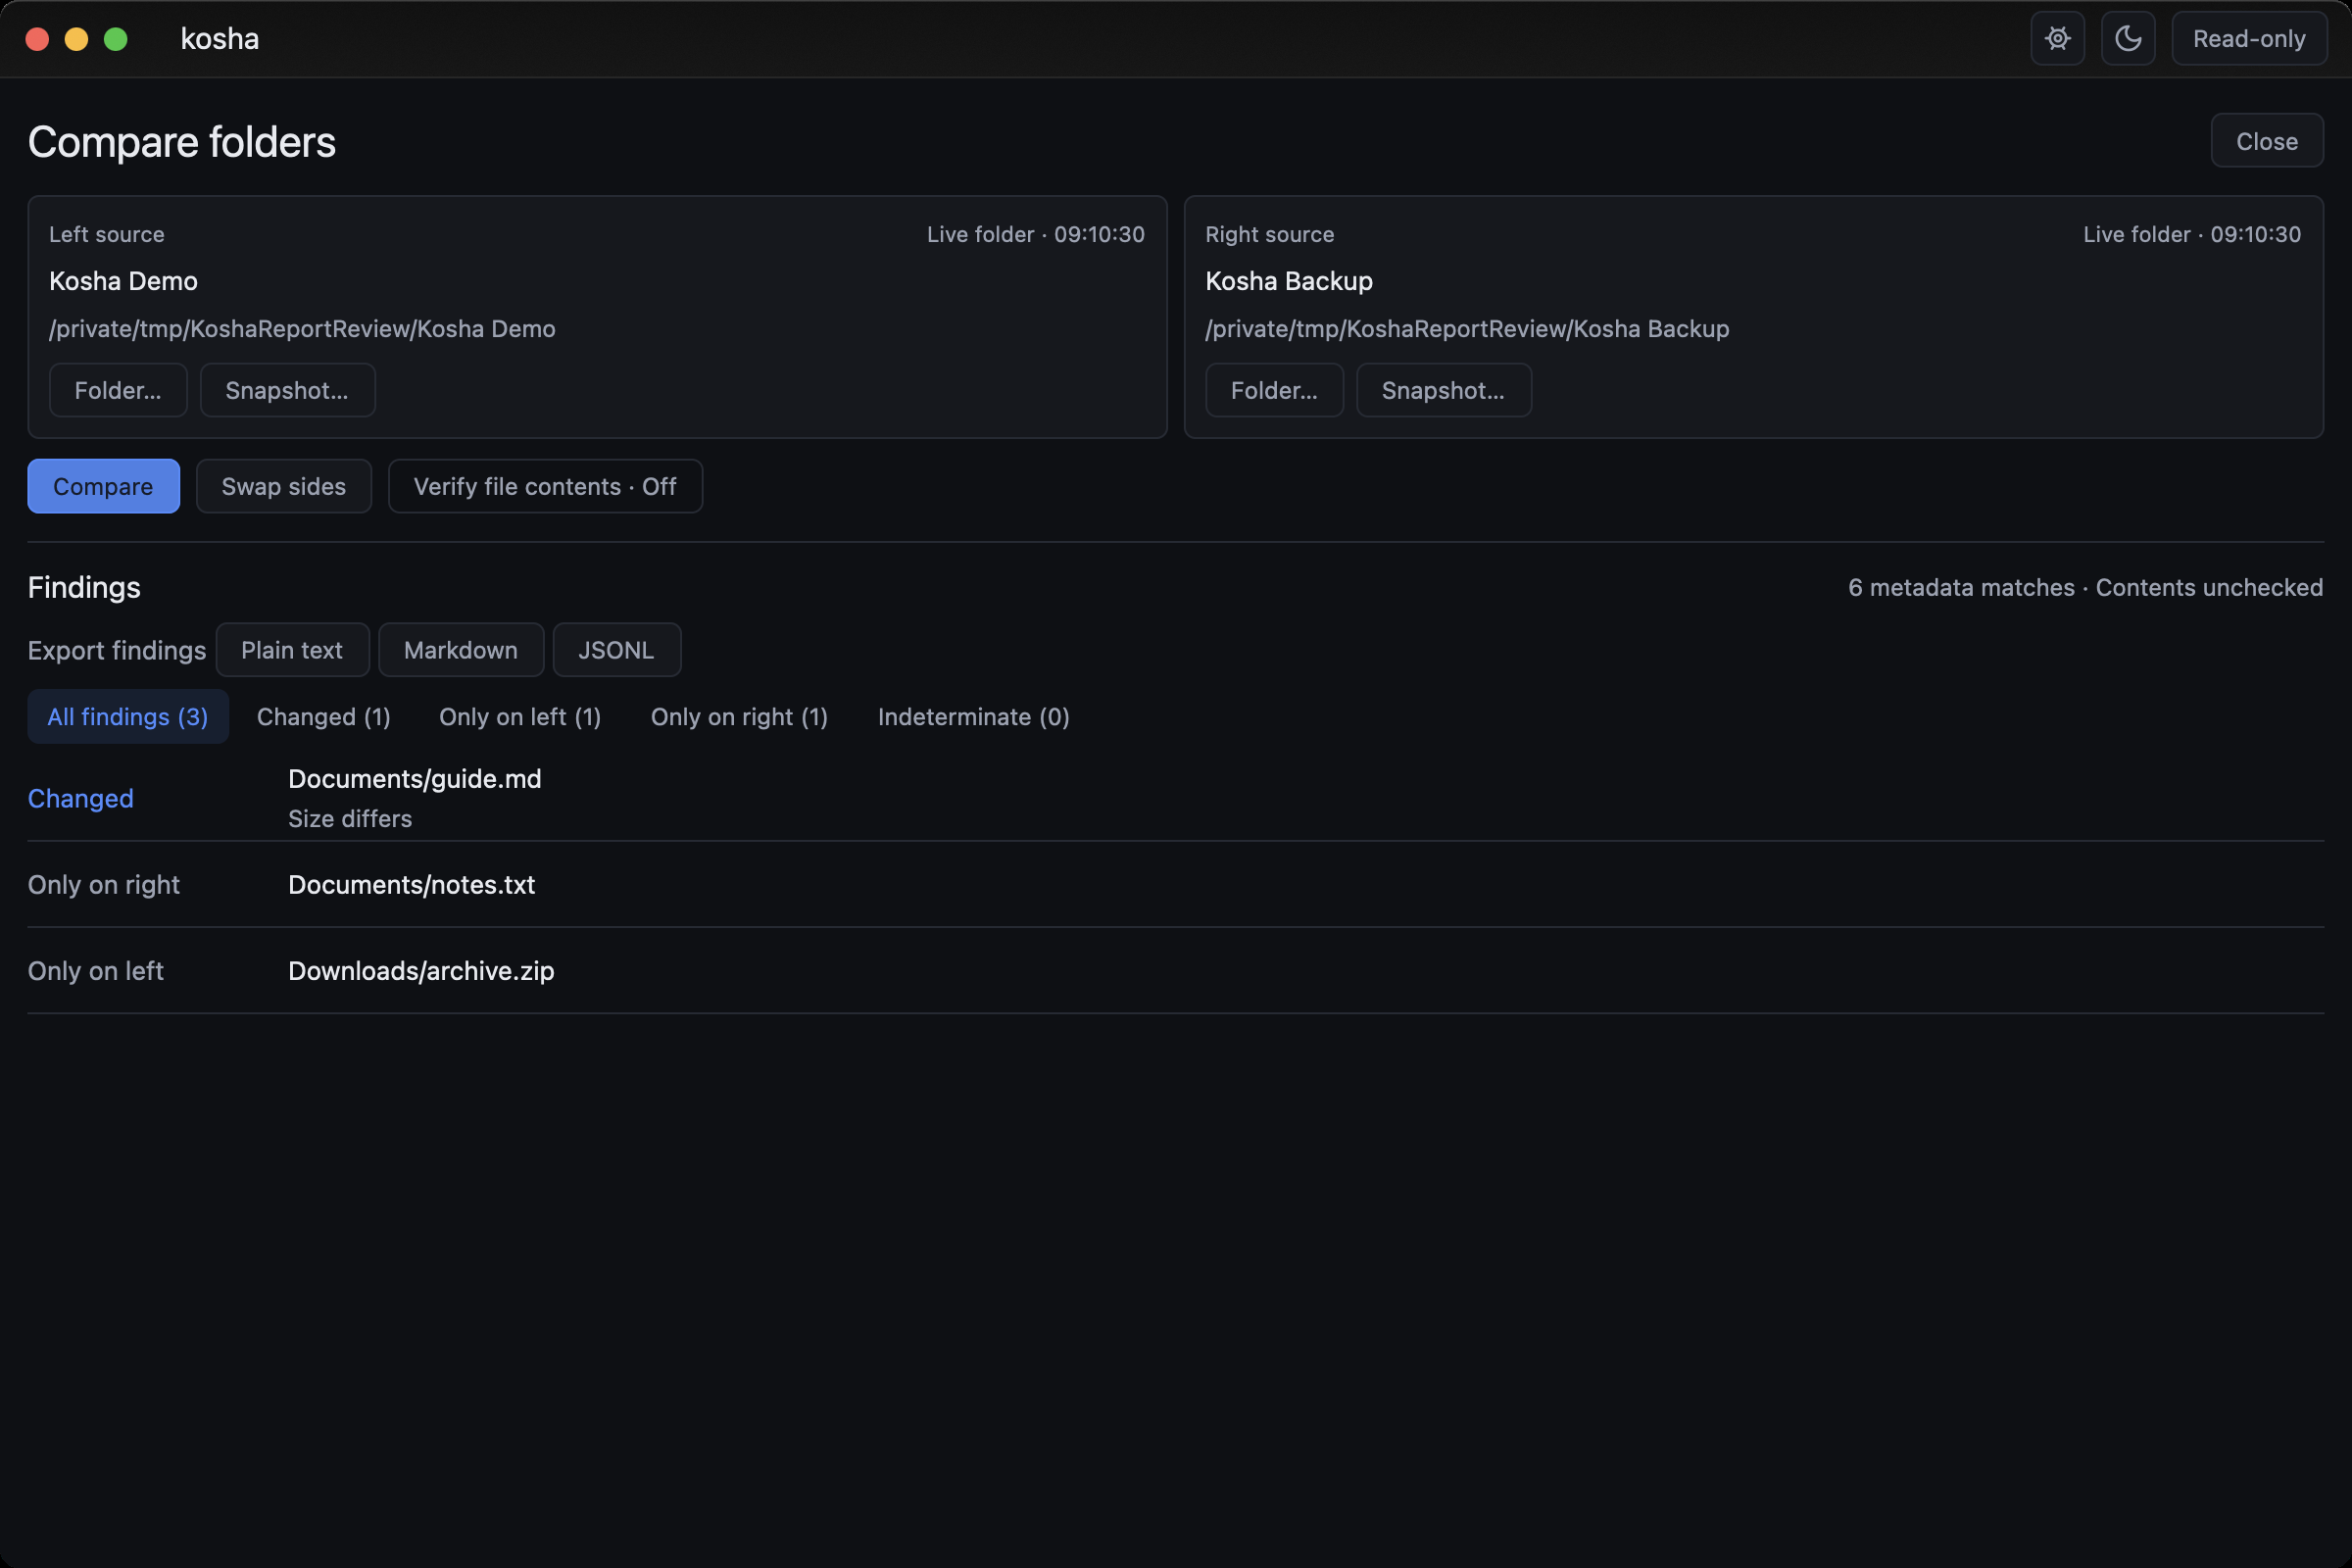 kosha
Read-only
Compare folders
Close
Left source
Live folder · 09:10:30
Kosha Demo
/private/tmp/KoshaReportReview/Kosha Demo
Folder...
Snapshot...
Right source
Live folder · 09:10:30
Kosha Backup
/private/tmp/KoshaReportReview/Kosha Backup
Folder...
Snapshot...
Compare
Swap sides
Verify file contents · Off
Findings
6 metadata matches · Contents unchecked
Export findings
Plain text
Markdown
JSONL
All findings (3)
Changed (1)
Only on left (1)
Only on right (1)
Indeterminate (0)
Changed
Documents/guide.md
Size differs
Only on right
Documents/notes.txt
Only on left
Downloads/archive.zip